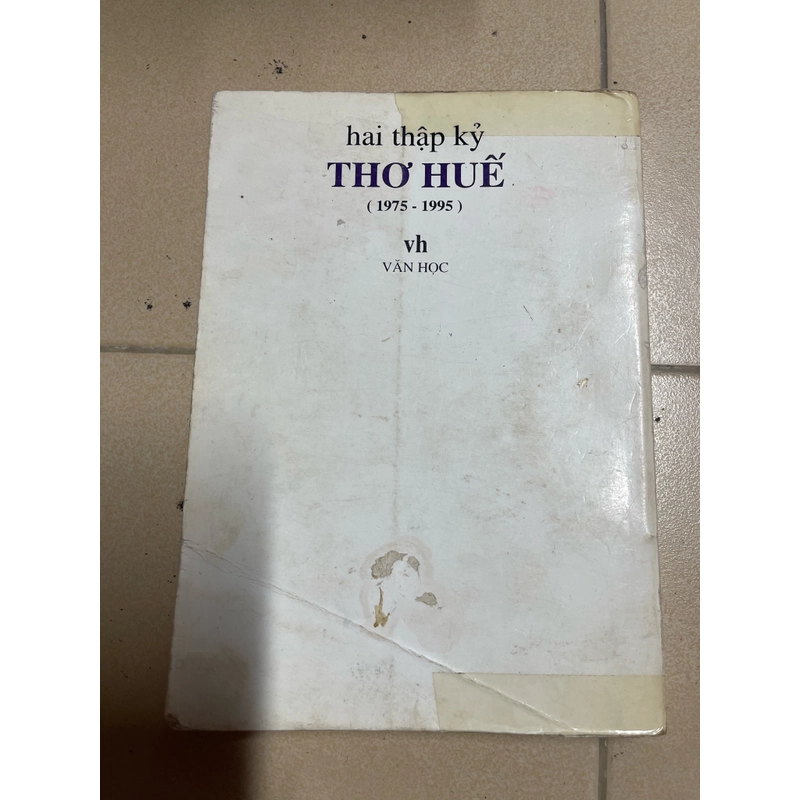 hai thập kỷ
THƠ HUẾ
( 1975 - 1995 )
vh
VĂN HỌC